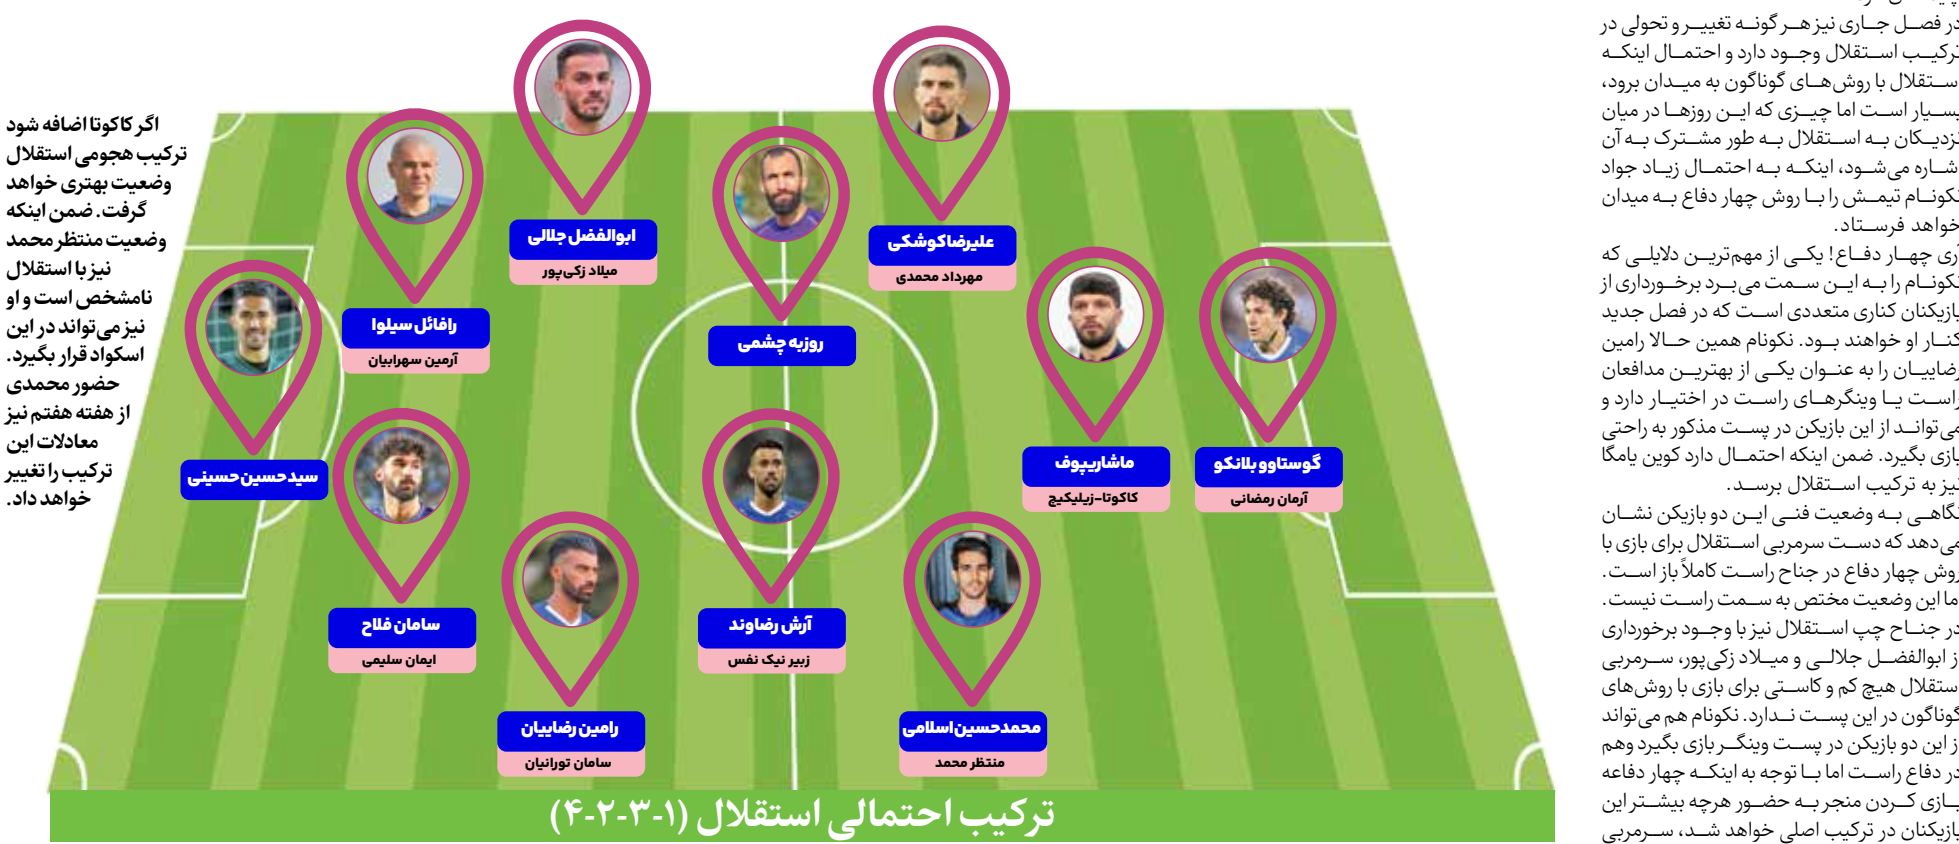 در فصل جاری نیز هر گونه تغییر و تحولی در
ترکیب استقلال وجود دارد و احتمال اینکه
استقلال با روش‌های گوناگون به میدان برود،
بسیار است اما چیزی که این روزها در میان
نزدیکان به استقلال به طور مشترک به آن
اشاره می‌شود، اینکه به احتمال زیاد جواد
نکونام تیمش را با روش چهار دفاع به میدان
خواهد فرستاد.
آری چهار دفاع! یکی از مهم‌ترین دلایلی که
نکونام را به این سمت می‌برد برخورداری از
بازیکنان کناری متعددی است که در فصل جدید
کنار او خواهند بود. نکونام همین حالا رامین
رضاییان را به عنوان یکی از بهترین مدافعان
راست یا وینگرهای راست در اختیار دارد و
می‌تواند از این بازیکن در پست مذکور به راحتی
بازی بگیرد. ضمن اینکه احتمال دارد کوین یامگا
نیز به ترکیب استقلال برسد.
نگاهی به وضعیت فنی این دو بازیکن نشان
می‌دهد که دست سرمربی استقلال برای بازی با
روش چهار دفاع در جناح راست کاملاً باز است.
اما این وضعیت مختص به سمت راست نیست.
در جناح چپ استقلال نیز با وجود برخورداری
از ابوالفضل جلالی و میلاد زکی‌پور، سرمربی
استقلال هیچ کم و کاستی برای بازی با روش‌های
گوناگون در این پست ندارد. نکونام هم می‌تواند
از این دو بازیکن در پست وینگر بازی بگیرد وهم
در دفاع راست اما با توجه به اینکه چهار دفاعه
بازی کردن منجر به حضور هرچه بیشتر این
بازیکنان در ترکیب اصلی خواهد شد، سرمربی
علیرضا کوشکی
مهرداد محمدی
ابوالفضل جلالی
میلاد زکی‌پور
روزبه چشمی
رافائل سیلوا
آرمین سهرابیان
گوستاوو بلانکو
آرمان رمضانی
ماشاریپوف
کاکوتا-زیلیکیچ
سیدحسین حسینی
آرش رضاوند
زبیر نیک نفس
سامان فلاح
ایمان سلیمی
محمدحسین اسلامی
منتظر محمد
رامین رضاییان
سامان تورانیان
ترکیب احتمالی استقلال (۱-۳-۲-۴)
اگر کاکوتا اضافه شود
ترکیب هجومی استقلال
وضعیت بهتری خواهد
گرفت. ضمن اینکه
وضعیت منتظر محمد
نیز با استقلال
نامشخص است و او
نیز می‌تواند در این
اسکواد قرار بگیرد.
حضور محمدی
از هفته هفتم نیز
معادلات این
ترکیب را تغییر
خواهد داد.